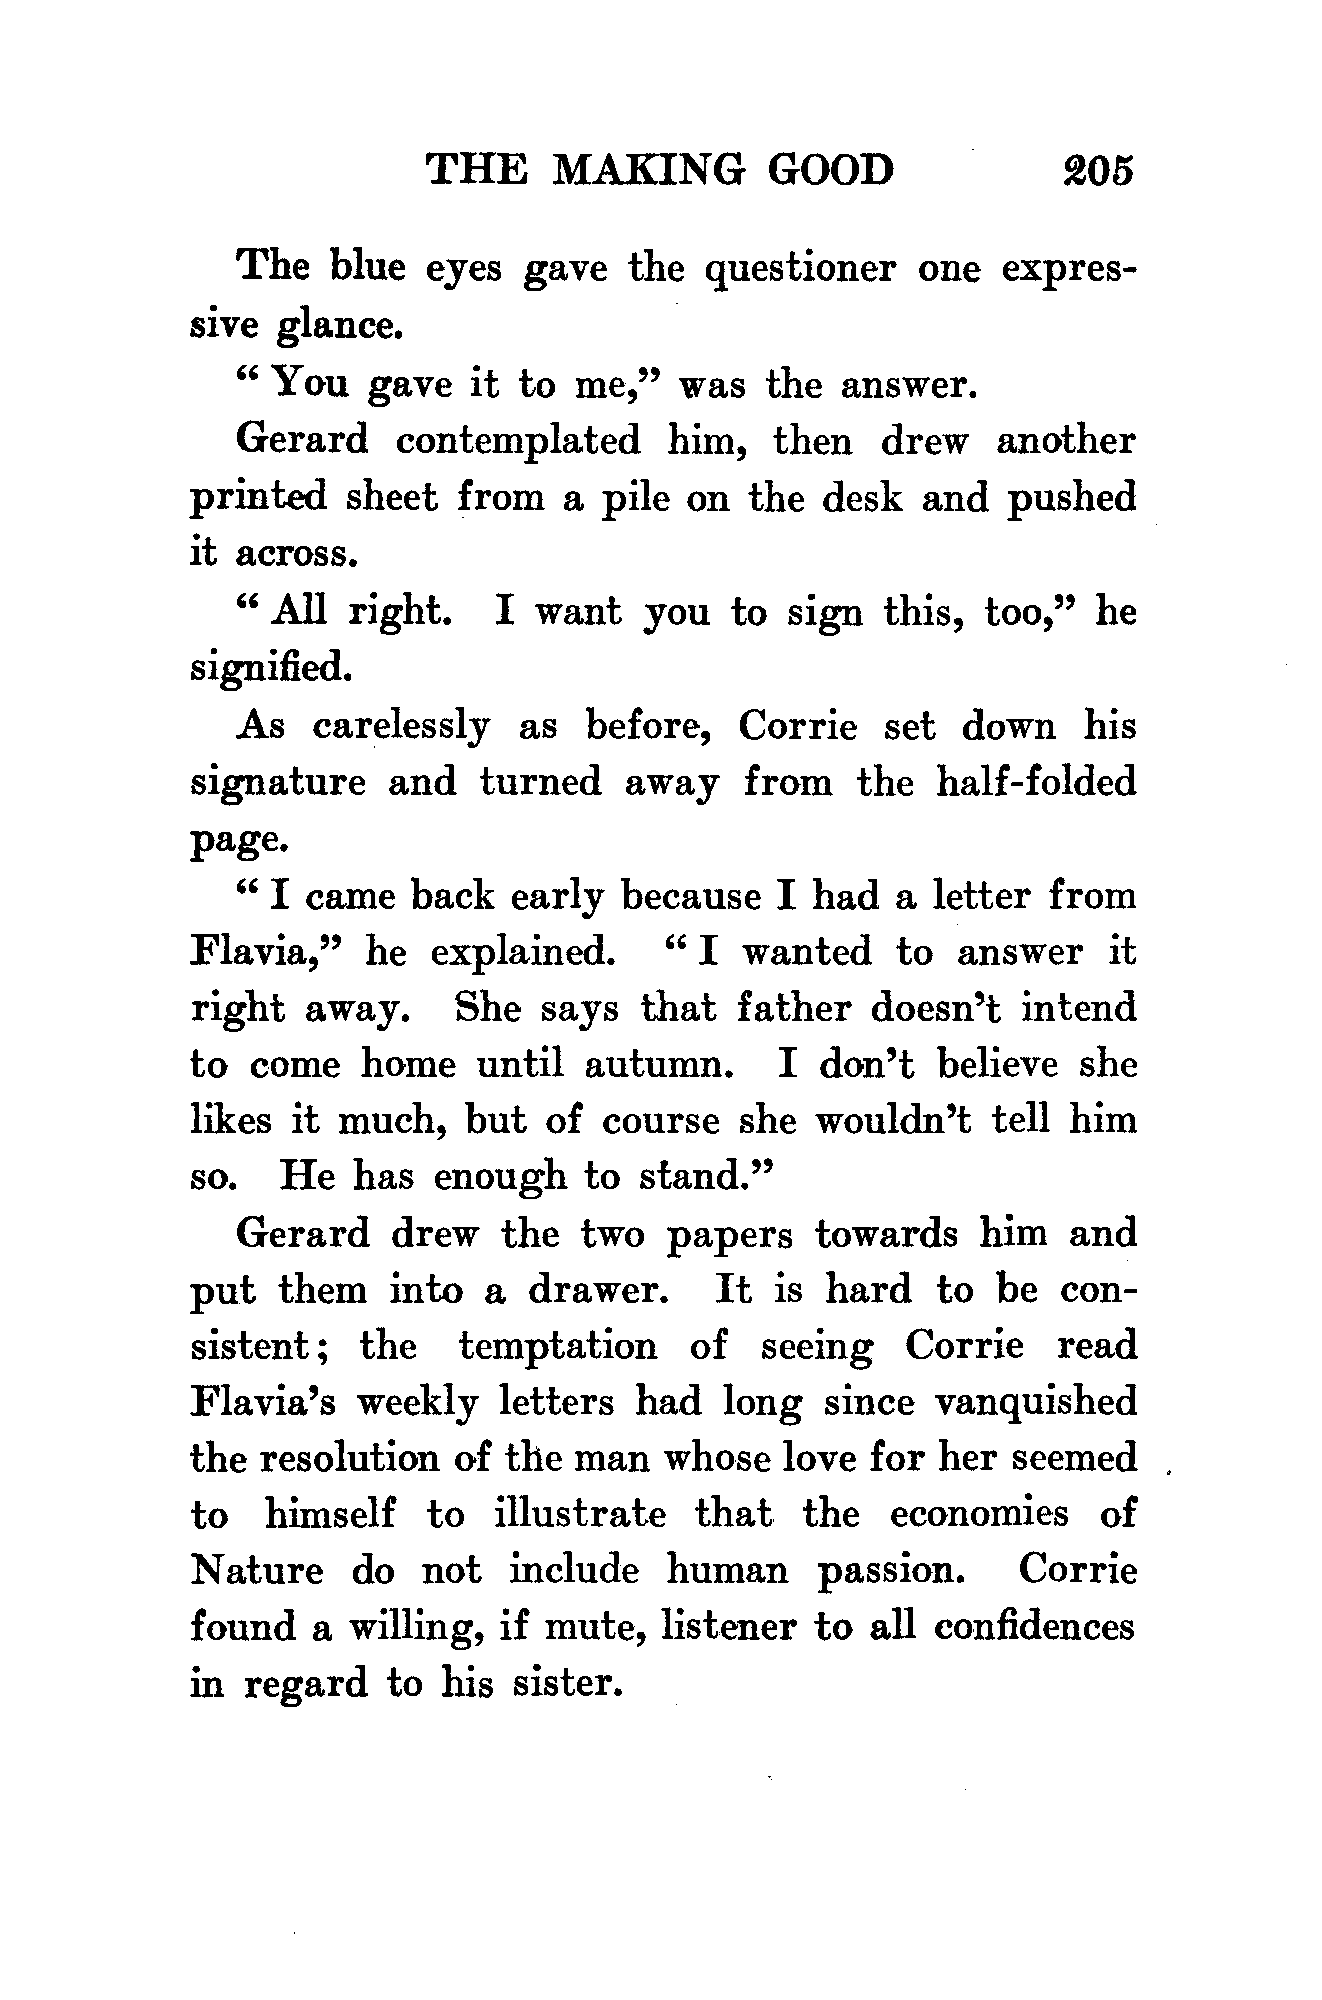 THE MAKING GOOD 205
The blue eyes gave the questioner one expres-
sive glance.
“ You gave it to me,” was the answer.
Gerard contemplated him, then drew another
printed sheet from a pile on the desk and pushed
it across.
“ All right. I want you to sign this, too,” he
signified.
As carelessly as before, Corrie set down his
signature and turned away from the half-folded
page.
“ I came back early because I had a letter from
Flavia,” he explained. “ I wanted to answer it
right away. She says that father doesn’t intend
to come home until autumn. I don’t believe she
likes it much, but of course she wouldn’t tell him
so. He has enough to stand.”
Gerard drew the two papers towards him and
put them into a drawer. It is hard to be con-
sistent; the temptation of seeing Corrie read
Flavia’s weekly letters had long since vanquished
the resolution of the man whose love for her seemed
to himself to illustrate that the economies of
Nature do not include human passion. Corrie
found a willing, if mute, listener to all confidences
in regard to his sister.